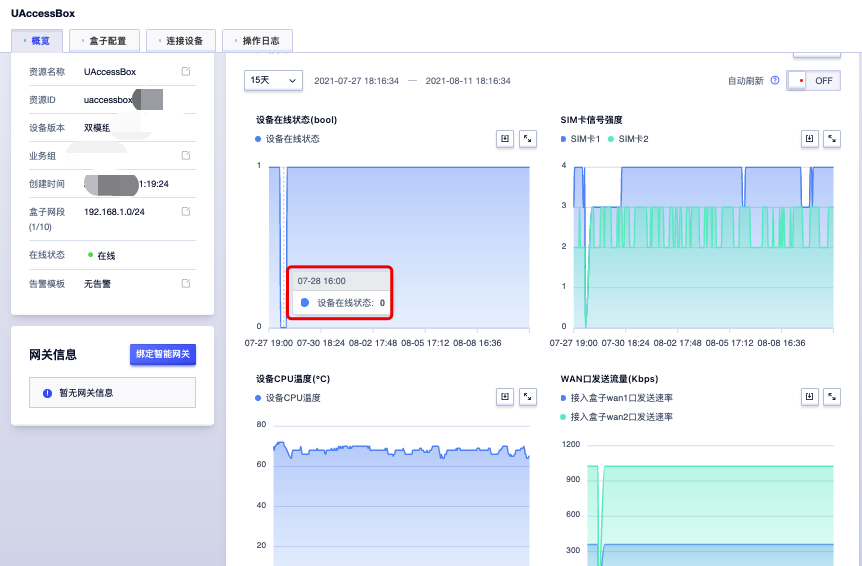 UAccessBox
概览
盒子配置
连接设备
操作日志
资源名称 UAccessBox
资源ID uaccessbox
设备版本 双模组
业务组
创建时间 1:19:24
盒子网段 192.168.1.0/24
(1/10)
在线状态 在线
告警模板 无告警
网关信息 绑定智能网关
暂无网关信息
15天 2021-07-27 18:16:34 — 2021-08-11 18:16:34 自动刷新 OFF
设备在线状态(bool)
设备在线状态
1
0
07-28 16:00
设备在线状态: 0
07-27 19:00 07-30 18:24 08-02 17:48 08-05 17:12 08-08 16:36
SIM卡信号强度
SIM卡1 SIM卡2
4
3
2
1
0
07-27 19:00 07-30 18:24 08-02 17:48 08-05 17:12 08-08 16:36
设备CPU温度(°C)
设备CPU温度
80
60
40
20
WAN口发送流量(Kbps)
接入盒子wan1口发送速率
接入盒子wan2口发送速率
1200
900
600
300